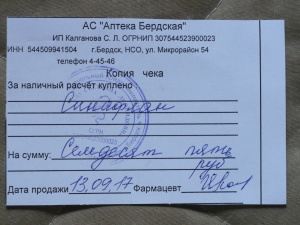 АС "Аптека Бердская"
ИП Калганова С. Л. ОГРНИП 307544523900023
ИНН 544509941504 г.Бердск, НСО, ул. Микрорайон 54
телефон 4-45-46
Копия чека
За наличный расчёт куплено :
Синафлан
На сумму: Семдесят пять
руб
Дата продажи 13,09,17 Фармацевт